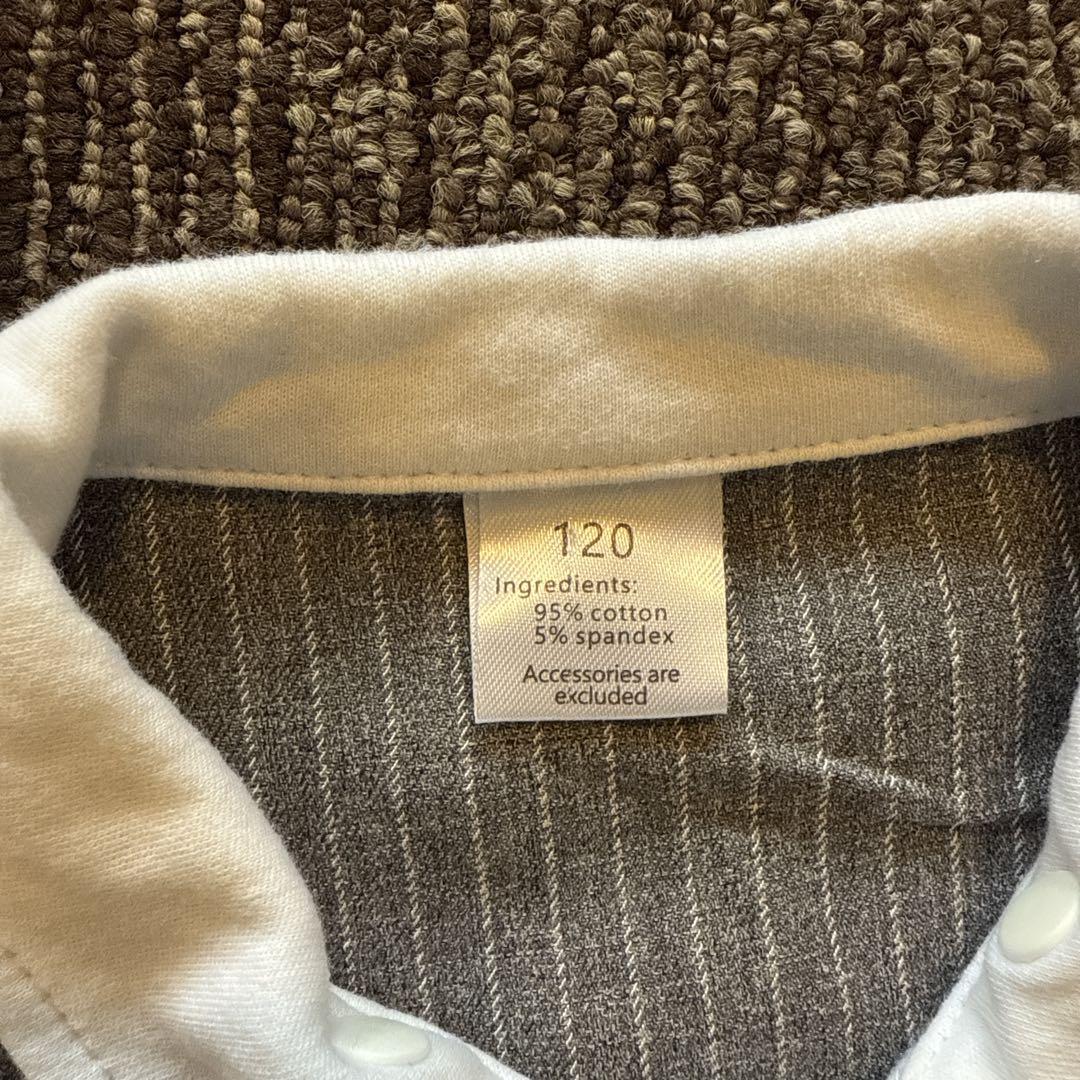 120
Ingredients:
95% cotton
5% spandex
Accessories are
excluded